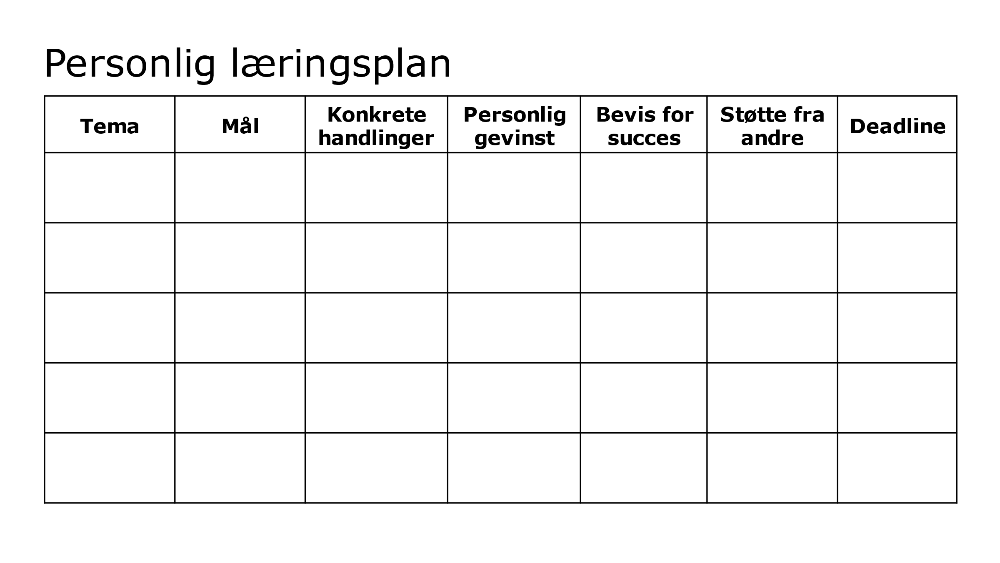 Personlig læringsplan
Tema
Mål
Konkrete
handlinger
Personlig
gevinst
Bevis for
succes
Støtte fra
andre
Deadline